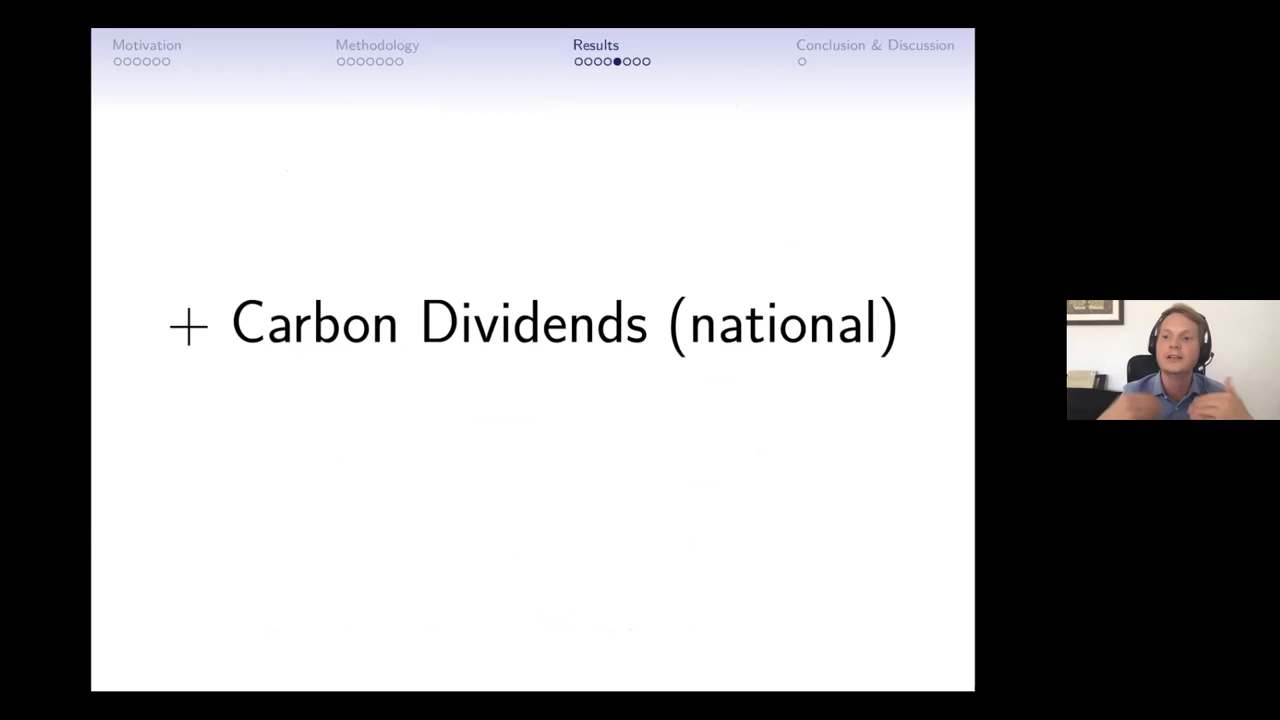 Motivation Methodology Results Conclusion & Discussion
+ Carbon Dividends (national)